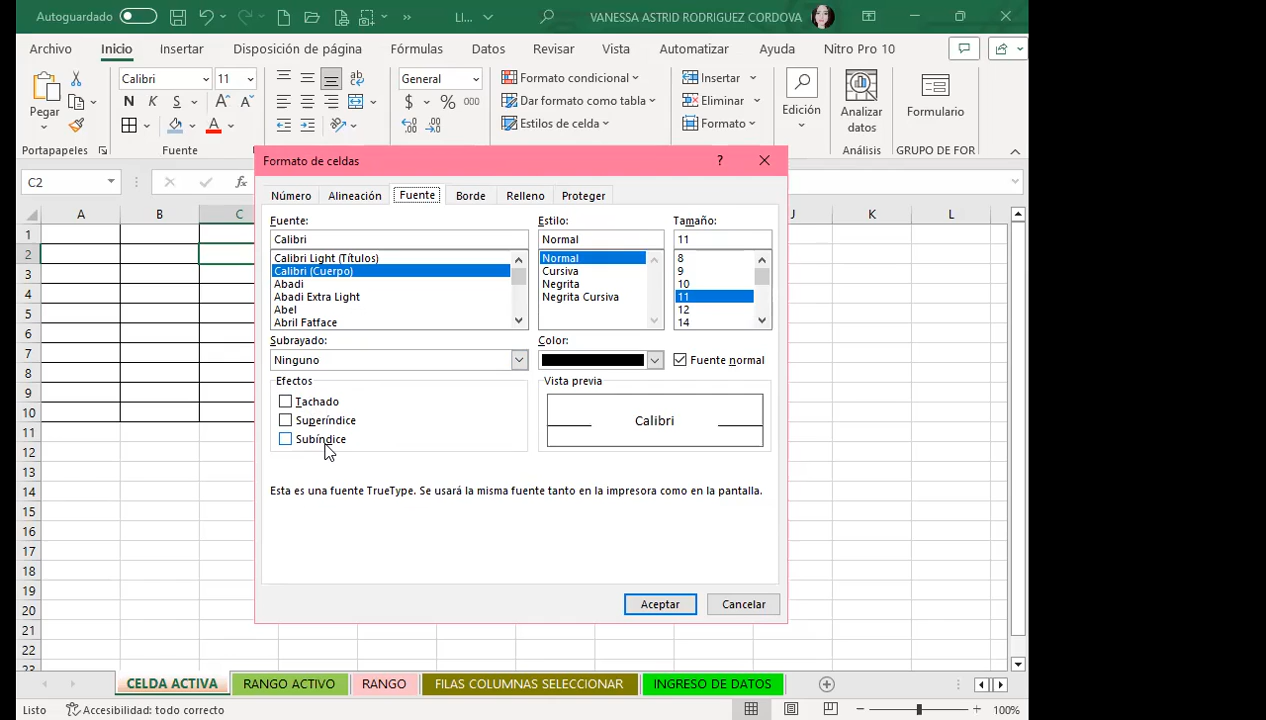 Autoguardado LI... VANESSA ASTRID RODRIGUEZ CORDOVA
Archivo Inicio Insertar Disposición de página Fórmulas Datos Revisar Vista Automatizar Ayuda Nitro Pro 10
Pegar Calibri 11 General Formato condicional Insertar Edición Analizar datos Formulario
N K S A A $ % 000 Dar formato como tabla Eliminar
A Estilos de celda Formato
Portapapeles Fuente Análisis GRUPO DE FOR
C2 fx
Formato de celdas ?
Número Alineación Fuente Borde Relleno Proteger
A B C J K L
Fuente: Estilo: Tamaño:
Calibri Normal 11
Calibri Light (Títulos) Normal 8
Calibri (Cuerpo) Cursiva 9
Abadi Negrita 10
Abadi Extra Light Negrita Cursiva 11
Abel 12
Abril Fatface 14
Subrayado: Color:
Ninguno Fuente normal
Efectos Vista previa
Tachado
Superíndice Calibri
Subíndice
Esta es una fuente TrueType. Se usará la misma fuente tanto en la impresora como en la pantalla.
Aceptar Cancelar
1
2
3
4
5
6
7
8
9
10
11
12
13
14
15
16
17
18
19
20
21
22
23
CELDA ACTIVA RANGO ACTIVO RANGO FILAS COLUMNAS SELECCIONAR INGRESO DE DATOS
Listo Accesibilidad: todo correcto 100%